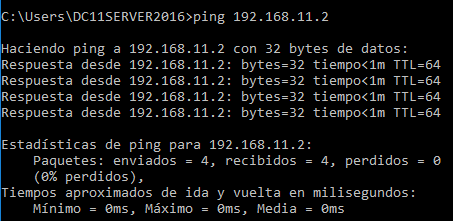 C:\Users\DC11SERVER2016>ping 192.168.11.2
Haciendo ping a 192.168.11.2 con 32 bytes de datos:
Respuesta desde 192.168.11.2: bytes=32 tiempo<1m TTL=64
Respuesta desde 192.168.11.2: bytes=32 tiempo<1m TTL=64
Respuesta desde 192.168.11.2: bytes=32 tiempo<1m TTL=64
Respuesta desde 192.168.11.2: bytes=32 tiempo<1m TTL=64
Estadísticas de ping para 192.168.11.2:
Paquetes: enviados = 4, recibidos = 4, perdidos = 0
(0% perdidos),
Tiempos aproximados de ida y vuelta en milisegundos:
Mínimo = 0ms, Máximo = 0ms, Media = 0ms